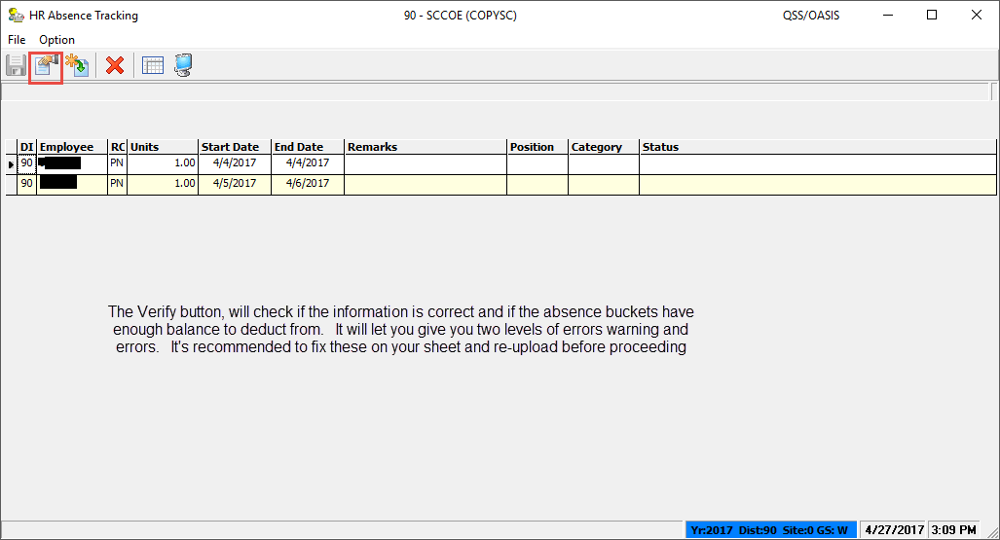 HR Absence Tracking 90 - SCCOE (COPYSC) QSS/OASIS
File Option
DI Employee RC Units Start Date End Date Remarks Position Category Status
90 PN 1.00 4/4/2017 4/4/2017
90 PN 1.00 4/5/2017 4/6/2017
The Verify button, will check if the information is correct and if the absence buckets have
enough balance to deduct from. It will let you give you two levels of errors warning and
errors. It's recommended to fix these on your sheet and re-upload before proceeding
Yr:2017 Dist:90 Site:0 GS: W 4/27/2017 3:09 PM